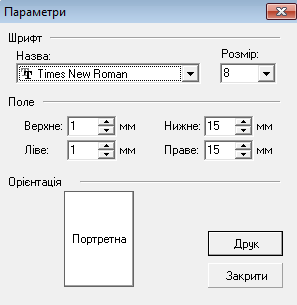 Параметри
Шрифт
Назва: Розмір:
Times New Roman 8
Поле
Верхнє: 1 мм Нижнє: 15 мм
Ліве: 1 мм Праве: 15 мм
Орієнтація
Портретна
Друк
Закрити